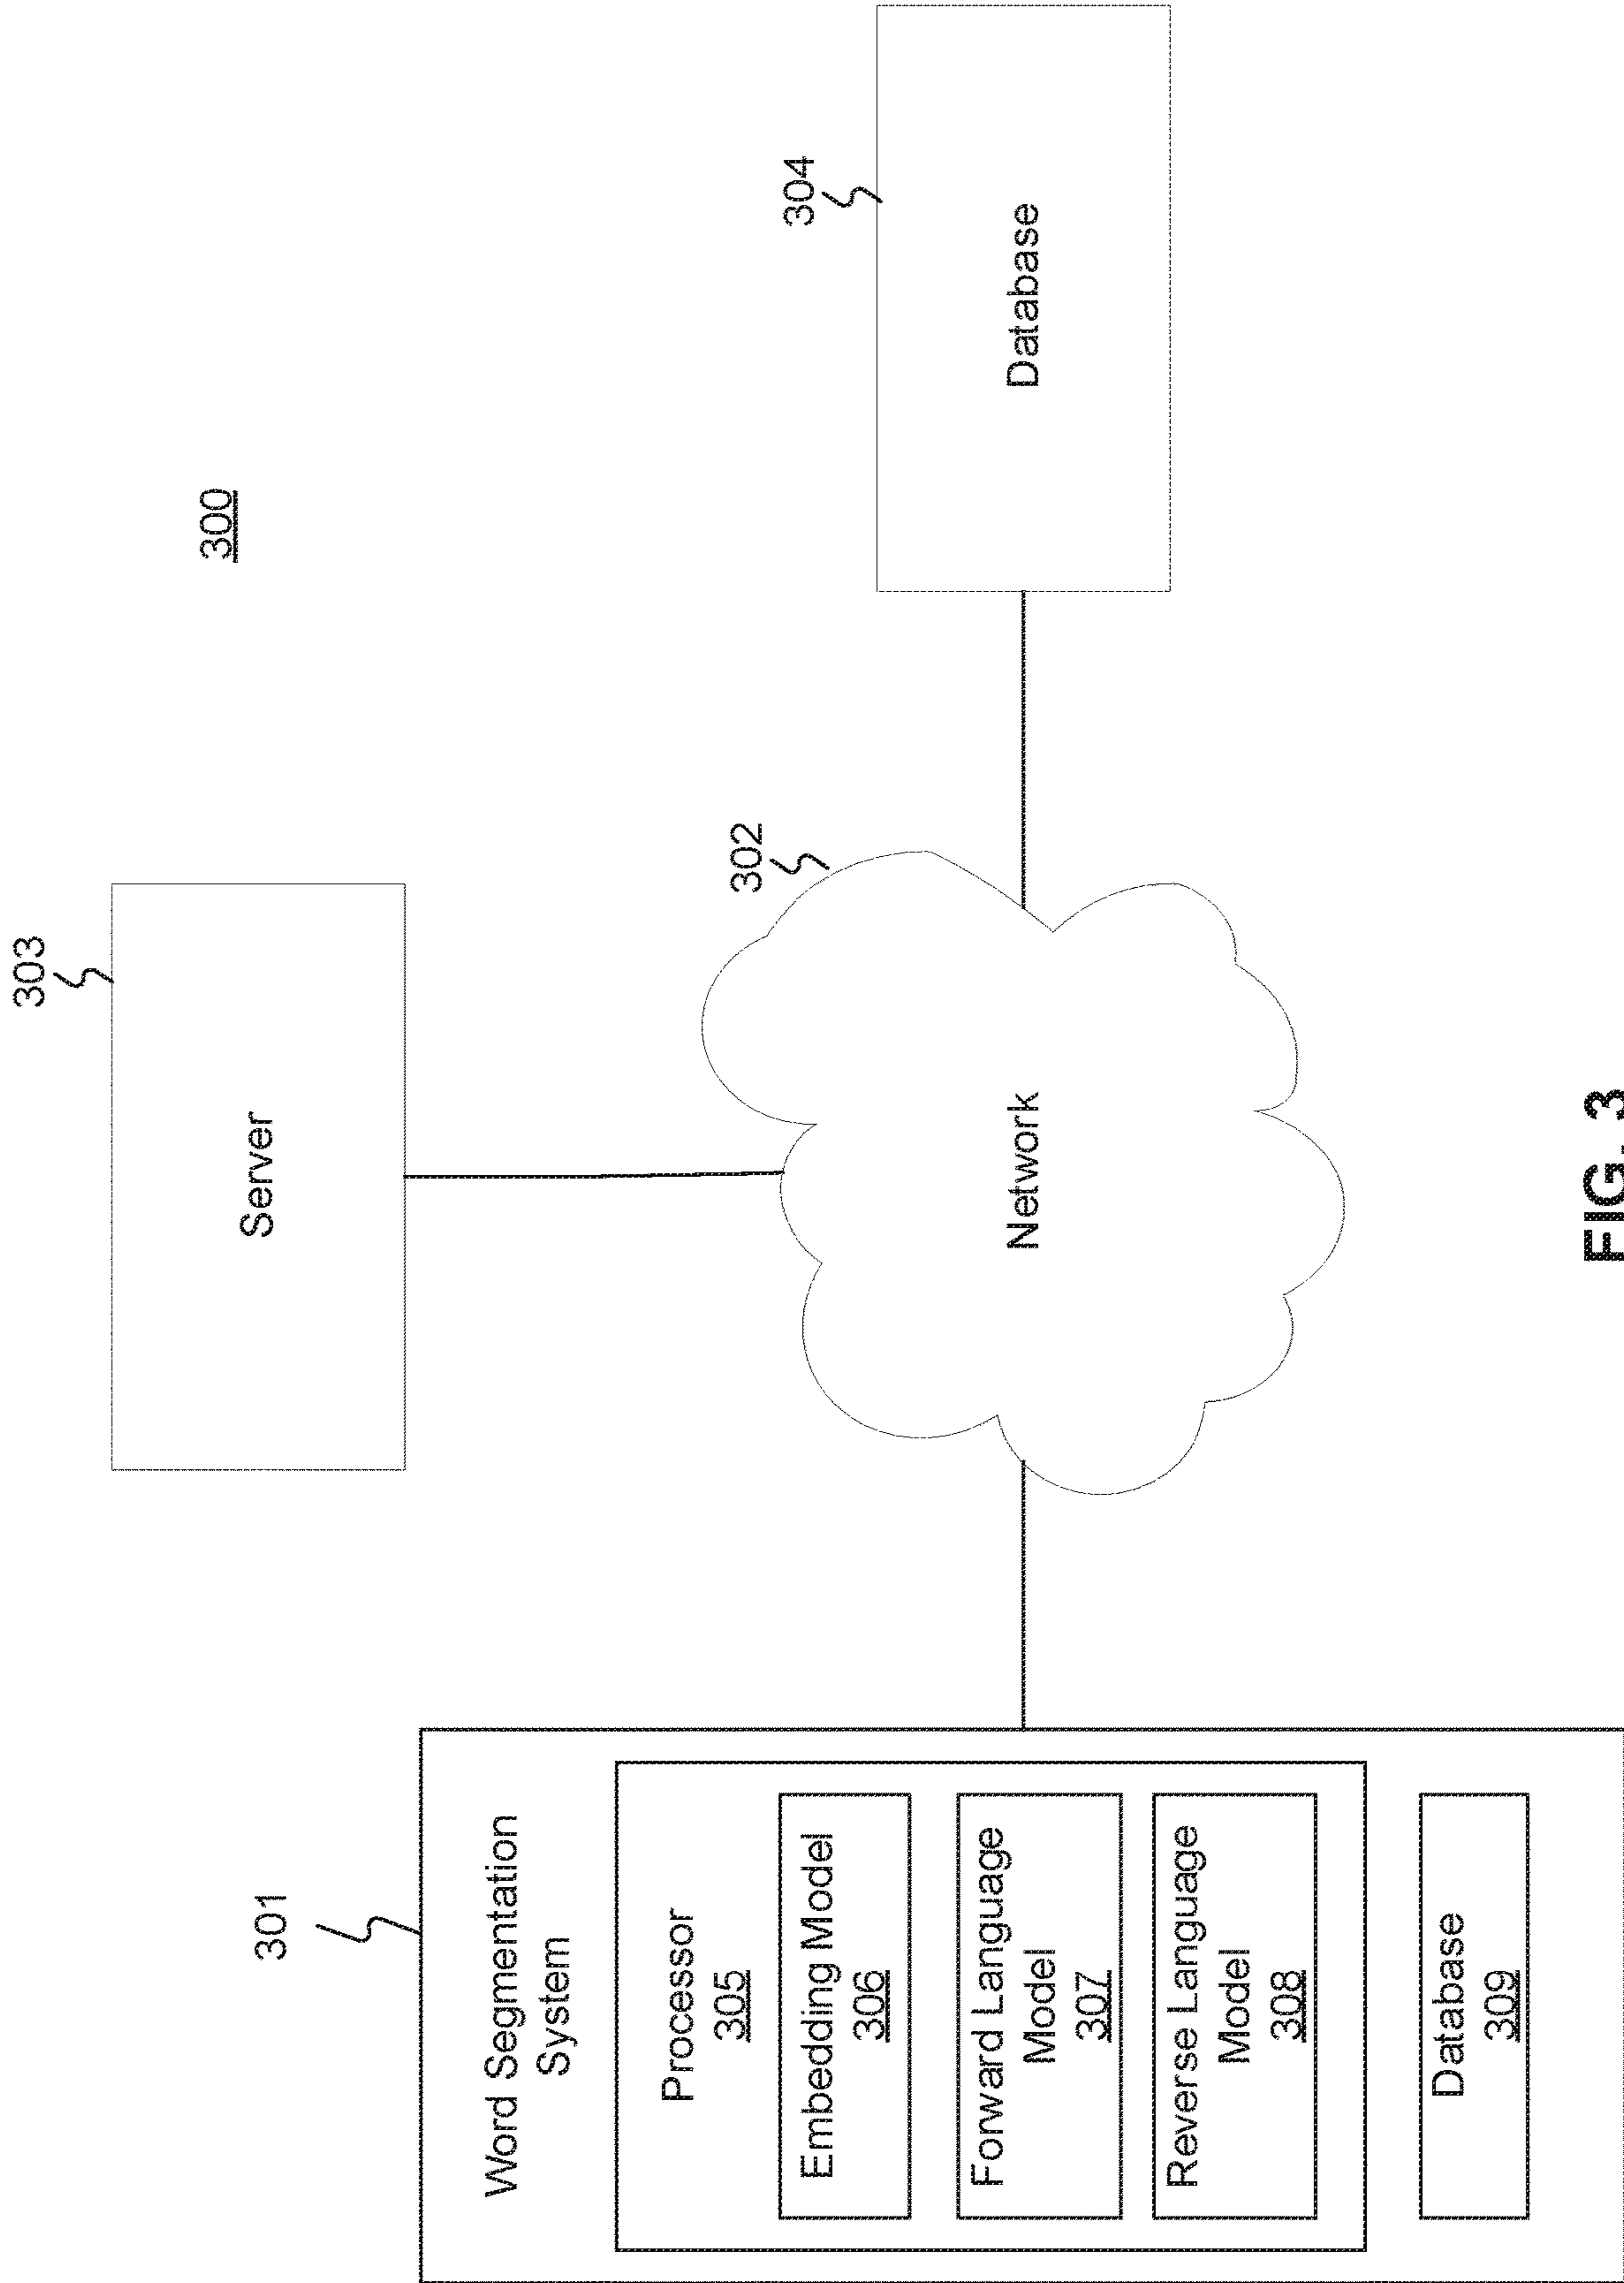 300
303
Server
301
Word Segmentation
System
Processor
305
Embedding Model
306
Forward Language
Model
307
Reverse Language
Model
308
Database
309
302
Network
304
Database
FIG. 3